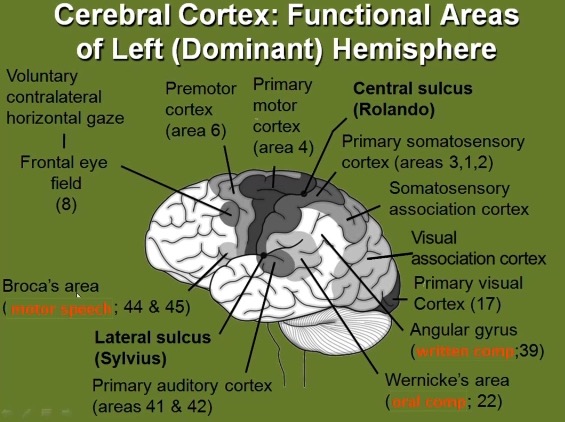 Cerebral Cortex: Functional Areas
of Left (Dominant) Hemisphere
Voluntary
contralateral
horizontal gaze
Frontal eye
field
(8)
Premotor
cortex
(area 6)
Primary
motor
cortex
(area 4)
Central sulcus
(Rolando)
Primary somatosensory
cortex (areas 3,1,2)
Somatosensory
association cortex
Visual
association cortex
Primary visual
Cortex (17)
Angular gyrus
(written comp;39)
Wernicke's area
(oral comp; 22)
Broca's area
(motor speech; 44 & 45)
Lateral sulcus
(Sylvius)
Primary auditory cortex
(areas 41 & 42)